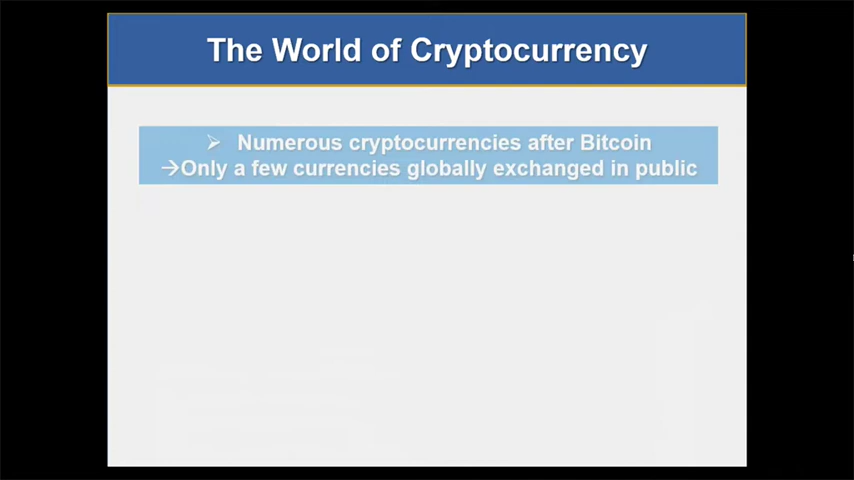 The World of Cryptocurrency
➢ Numerous cryptocurrencies after Bitcoin
→Only a few currencies globally exchanged in public